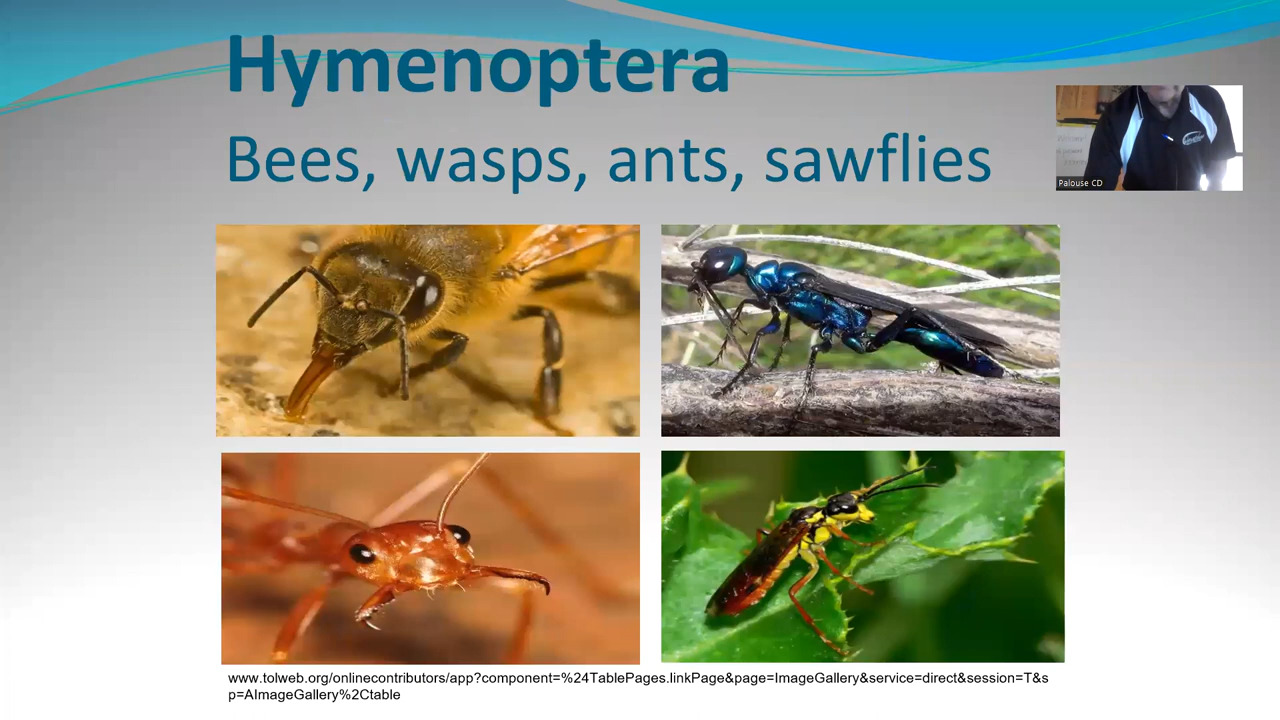 Hymenoptera
Bees, wasps, ants, sawflies
Palouse CD
www.tolweb.org/onlinecontributors/app?component=%24TablePages.linkPage&page=ImageGallery&service=direct&session=T&s
p=AImageGallery%2Ctable